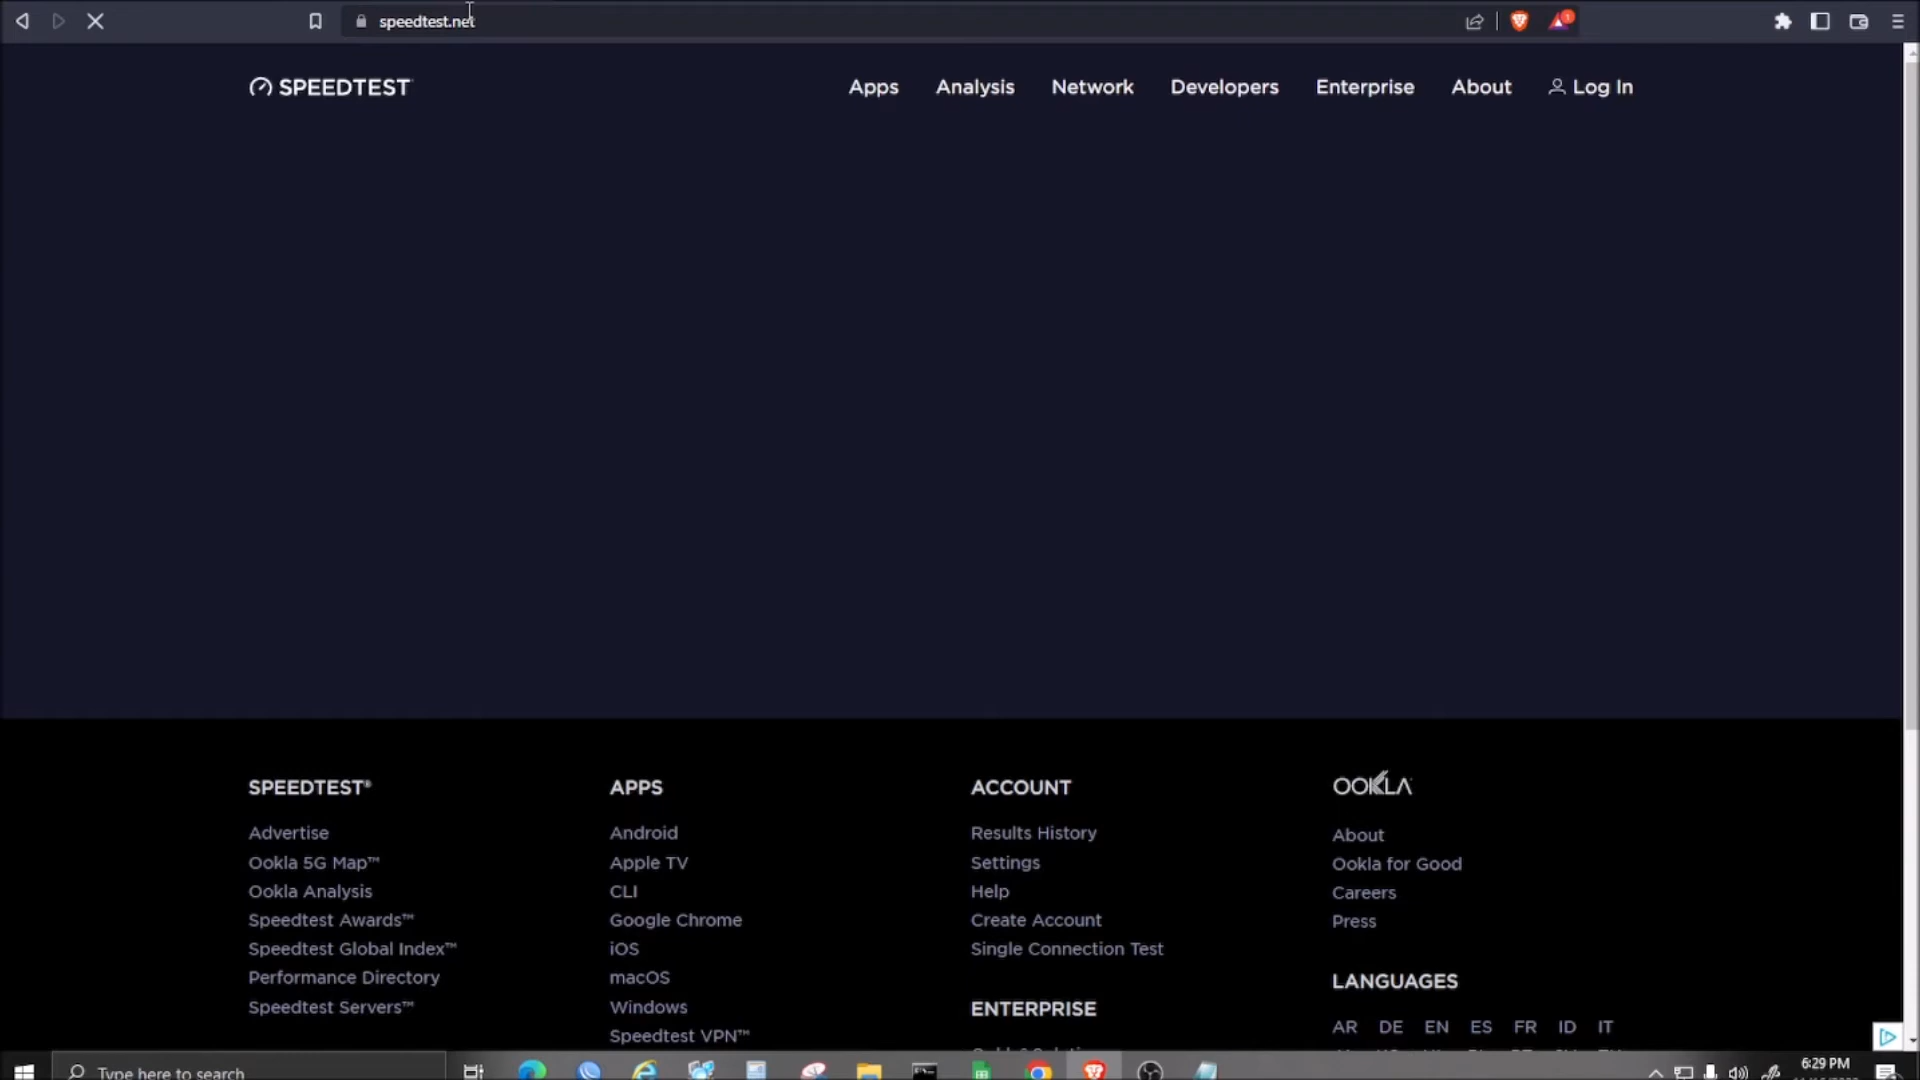 speedtest.net
SPEEDTEST Apps Analysis Network Developers Enterprise About Log In
SPEEDTEST®
Advertise
Ookla 5G Map™
Ookla Analysis
Speedtest Awards™
Speedtest Global Index™
Performance Directory
Speedtest Servers™
APPS
Android
Apple TV
CLI
Google Chrome
iOS
macOS
Windows
Speedtest VPN™
ACCOUNT
Results History
Settings
Help
Create Account
Single Connection Test
ENTERPRISE
OOKLA
About
Ookla for Good
Careers
Press
LANGUAGES
AR DE EN ES FR ID IT
Type here to search
6:29 PM